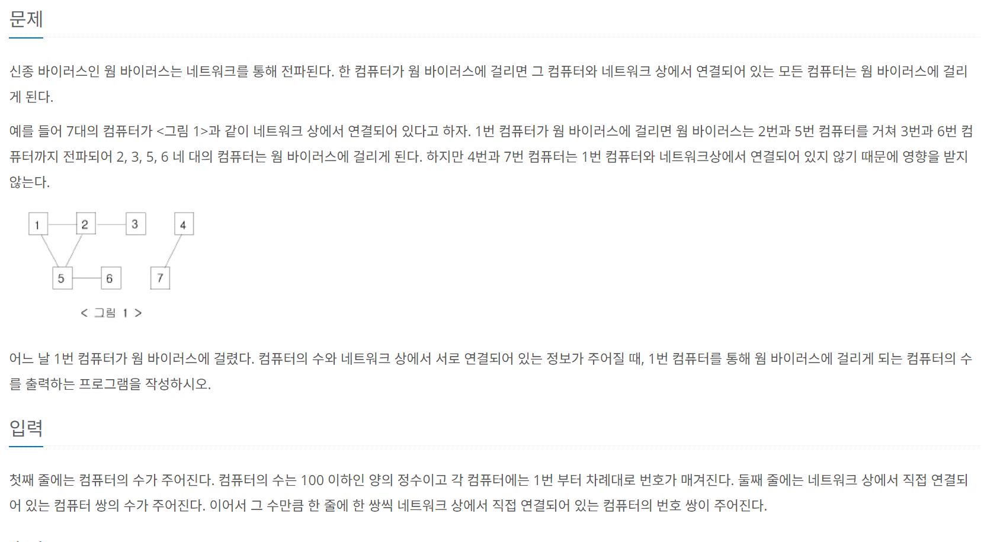 문제
신종 바이러스인 웜 바이러스는 네트워크를 통해 전파된다. 한 컴퓨터가 웜 바이러스에 걸리면 그 컴퓨터와 네트워크 상에서 연결되어 있는 모든 컴퓨터는 웜 바이러스에 걸리
게 된다.
예를 들어 7대의 컴퓨터가 <그림 1>과 같이 네트워크 상에서 연결되어 있다고 하자. 1번 컴퓨터가 웜 바이러스에 걸리면 웜 바이러스는 2번과 5번 컴퓨터를 거쳐 3번과 6번 컴
퓨터까지 전파되어 2, 3, 5, 6 네 대의 컴퓨터는 웜 바이러스에 걸리게 된다. 하지만 4번과 7번 컴퓨터는 1번 컴퓨터와 네트워크상에서 연결되어 있지 않기 때문에 영향을 받지
않는다.
1 2 3 4
5 6 7
< 그림 1 >
어느 날 1번 컴퓨터가 웜 바이러스에 걸렸다. 컴퓨터의 수와 네트워크 상에서 서로 연결되어 있는 정보가 주어질 때, 1번 컴퓨터를 통해 웜 바이러스에 걸리게 되는 컴퓨터의 수
를 출력하는 프로그램을 작성하시오.
입력
첫째 줄에는 컴퓨터의 수가 주어진다. 컴퓨터의 수는 100 이하인 양의 정수이고 각 컴퓨터에는 1번 부터 차례대로 번호가 매겨진다. 둘째 줄에는 네트워크 상에서 직접 연결되
어 있는 컴퓨터 쌍의 수가 주어진다. 이어서 그 수만큼 한 줄에 한 쌍씩 네트워크 상에서 직접 연결되어 있는 컴퓨터의 번호 쌍이 주어진다.